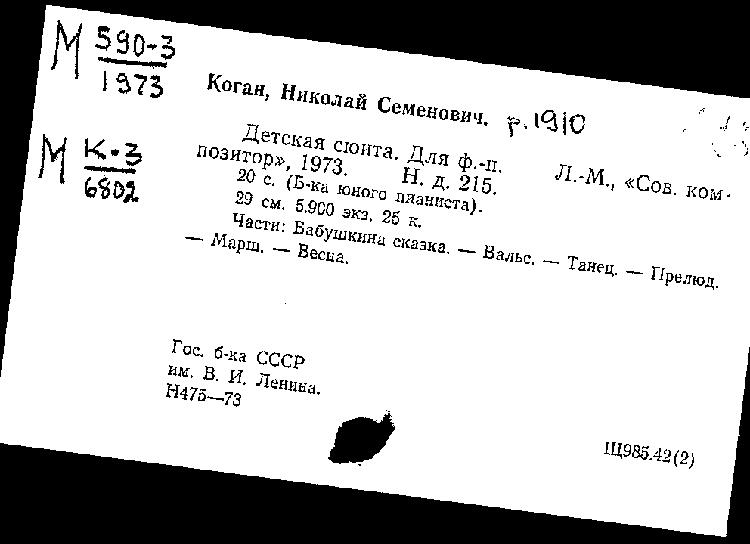 М 590-3
1973
Коган, Николай Семенович. р. 1910
М К-3
6802
Детская сюита. Для ф.-п. Л.-М., «Сов. ком-
позитор», 1973. Н. д. 215.
20 с. (Б-ка юного пианиста).
29 см. 5.900 экз. 25 к.
Части: Бабушкина сказка. — Вальс. — Танец. — Прелюд.
— Марш. — Весна.
Гос. б-ка СССР
им. В. И. Ленина.
Н475—73
Щ985.42(2)